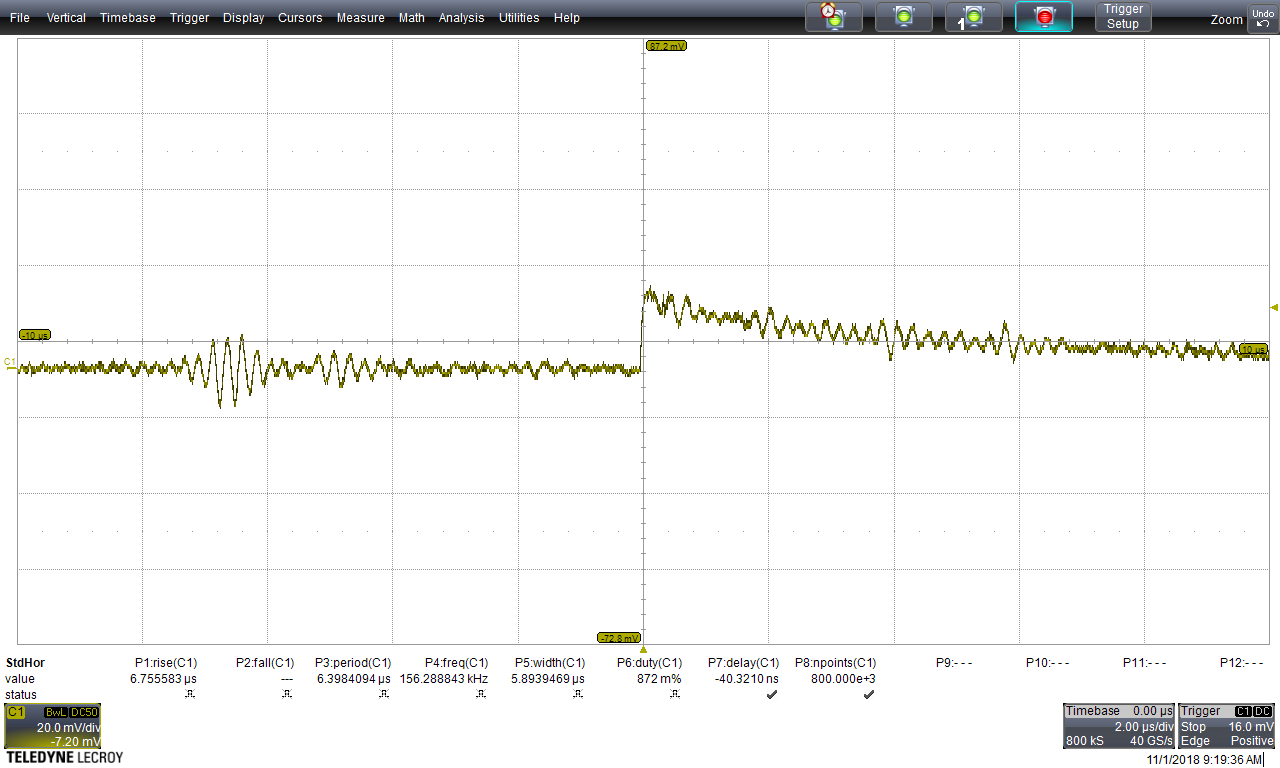 File Vertical Timebase Trigger Display Cursors Measure Math Analysis Utilities Help 1 Trigger Setup Zoom Undo
87.2 mV
-10 µs
C1
10 µs
-72.8 mV
StdHor P1:rise(C1) P2:fall(C1) P3:period(C1) P4:freq(C1) P5:width(C1) P6:duty(C1) P7:delay(C1) P8:npoints(C1) P9:- - - P10:- - - P11:- - - P12:- - -
value 6.755583 µs --- 6.3984094 µs 156.288843 kHz 5.8939469 µs 872 m% -40.3210 ns 800.000e+3
status
C1 BwL DC50
20.0 mV/div
-7.20 mV
Timebase 0.00 µs
2.00 µs/div
800 kS 40 GS/s
Trigger C1 DC
Stop 16.0 mV
Edge Positive
TELEDYNE LECROY
11/1/2018 9:19:36 AM